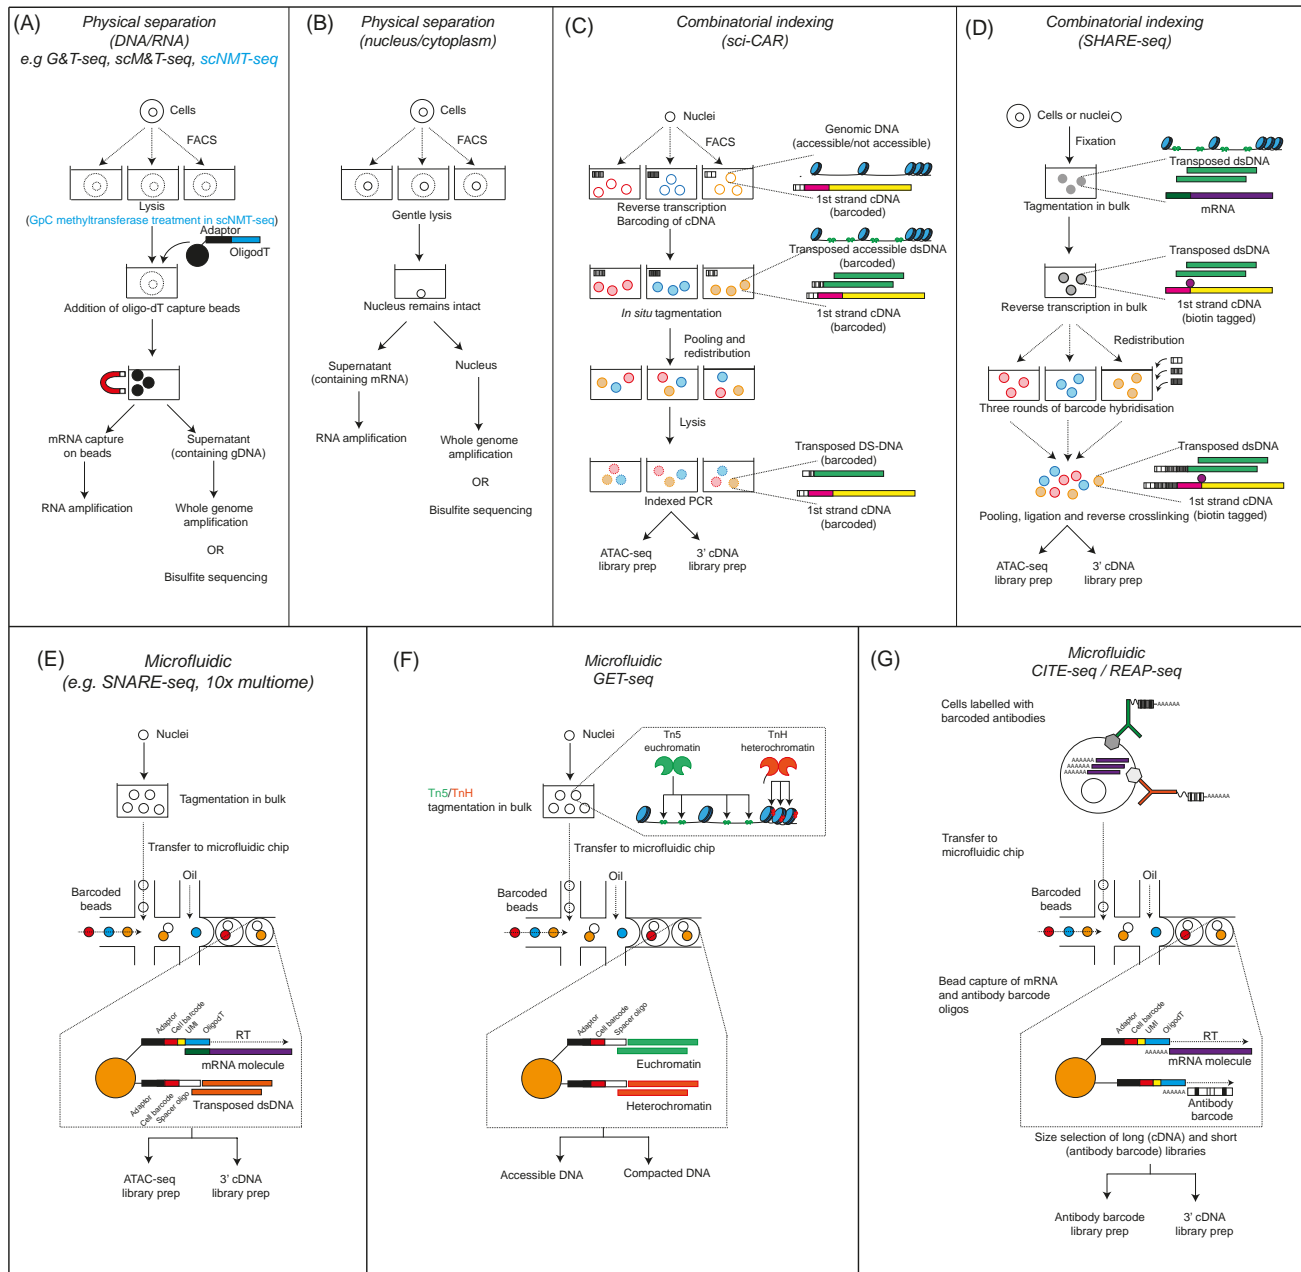 (A)
Physical separation
(DNA/RNA)
e.g G&T-seq, scM&T-seq, scNMT-seq
Cells
FACS
Lysis
(GpC methyltransferase treatment in scNMT-seq)
Adaptor
OligodT
Addition of oligo-dT capture beads
mRNA capture
on beads
Supernatant
(containing gDNA)
RNA amplification
Whole genome
amplification
OR
Bisulfite sequencing
(B)
Physical separation
(nucleus/cytoplasm)
Cells
FACS
Gentle lysis
Nucleus remains intact
Supernatant
(containing mRNA)
Nucleus
RNA amplification
Whole genome
amplification
OR
Bisulfite sequencing
(C)
Combinatorial indexing
(sci-CAR)
Nuclei
FACS
Genomic DNA
(accessible/not accessible)
Reverse transcription
Barcoding of cDNA
1st strand cDNA
(barcoded)
Transposed accessible dsDNA
(barcoded)
In situ tagmentation
1st strand cDNA
(barcoded)
Pooling and
redistribution
Lysis
Transposed DS-DNA
(barcoded)
Indexed PCR
1st strand cDNA
(barcoded)
ATAC-seq
library prep
3' cDNA
library prep
(D)
Combinatorial indexing
(SHARE-seq)
Cells or nuclei
Fixation
Transposed dsDNA
mRNA
Tagmentation in bulk
Transposed dsDNA
1st strand cDNA
(biotin tagged)
Reverse transcription in bulk
Redistribution
Three rounds of barcode hybridisation
Transposed dsDNA
1st strand cDNA
(biotin tagged)
Pooling, ligation and reverse crosslinking
ATAC-seq
library prep
3' cDNA
library prep
(E)
Microfluidic
(e.g. SNARE-seq, 10x multiome)
Nuclei
Tagmentation in bulk
Transfer to microfluidic chip
Oil
Barcoded
beads
Adaptor
Cell barcode
UMI
OligodT
RT
mRNA molecule
Transposed dsDNA
Adaptor
Cell barcode
Spacer oligo
ATAC-seq
library prep
3' cDNA
library prep
(F)
Microfluidic
GET-seq
Nuclei
Tn5
euchromatin
TnH
heterochromatin
Tn5/TnH
tagmentation in bulk
Transfer to microfluidic chip
Oil
Barcoded
beads
Adaptor
Cell barcode
Spacer oligo
Euchromatin
Heterochromatin
Accessible DNA
Compacted DNA
(G)
Microfluidic
CITE-seq / REAP-seq
Cells labelled with
barcoded antibodies
AAAAAA
AAAAAA
AAAAAA
AAAAAA
AAAAAA
Transfer to
microfluidic chip
Oil
Barcoded
beads
Bead capture of mRNA
and antibody barcode
oligos
Adaptor
Cell barcode
UMI
OligodT
RT
AAAAAA
mRNA molecule
AAAAAA
Antibody
barcode
Size selection of long (cDNA) and short
(antibody barcode) libraries
Antibody barcode
library prep
3' cDNA
library prep